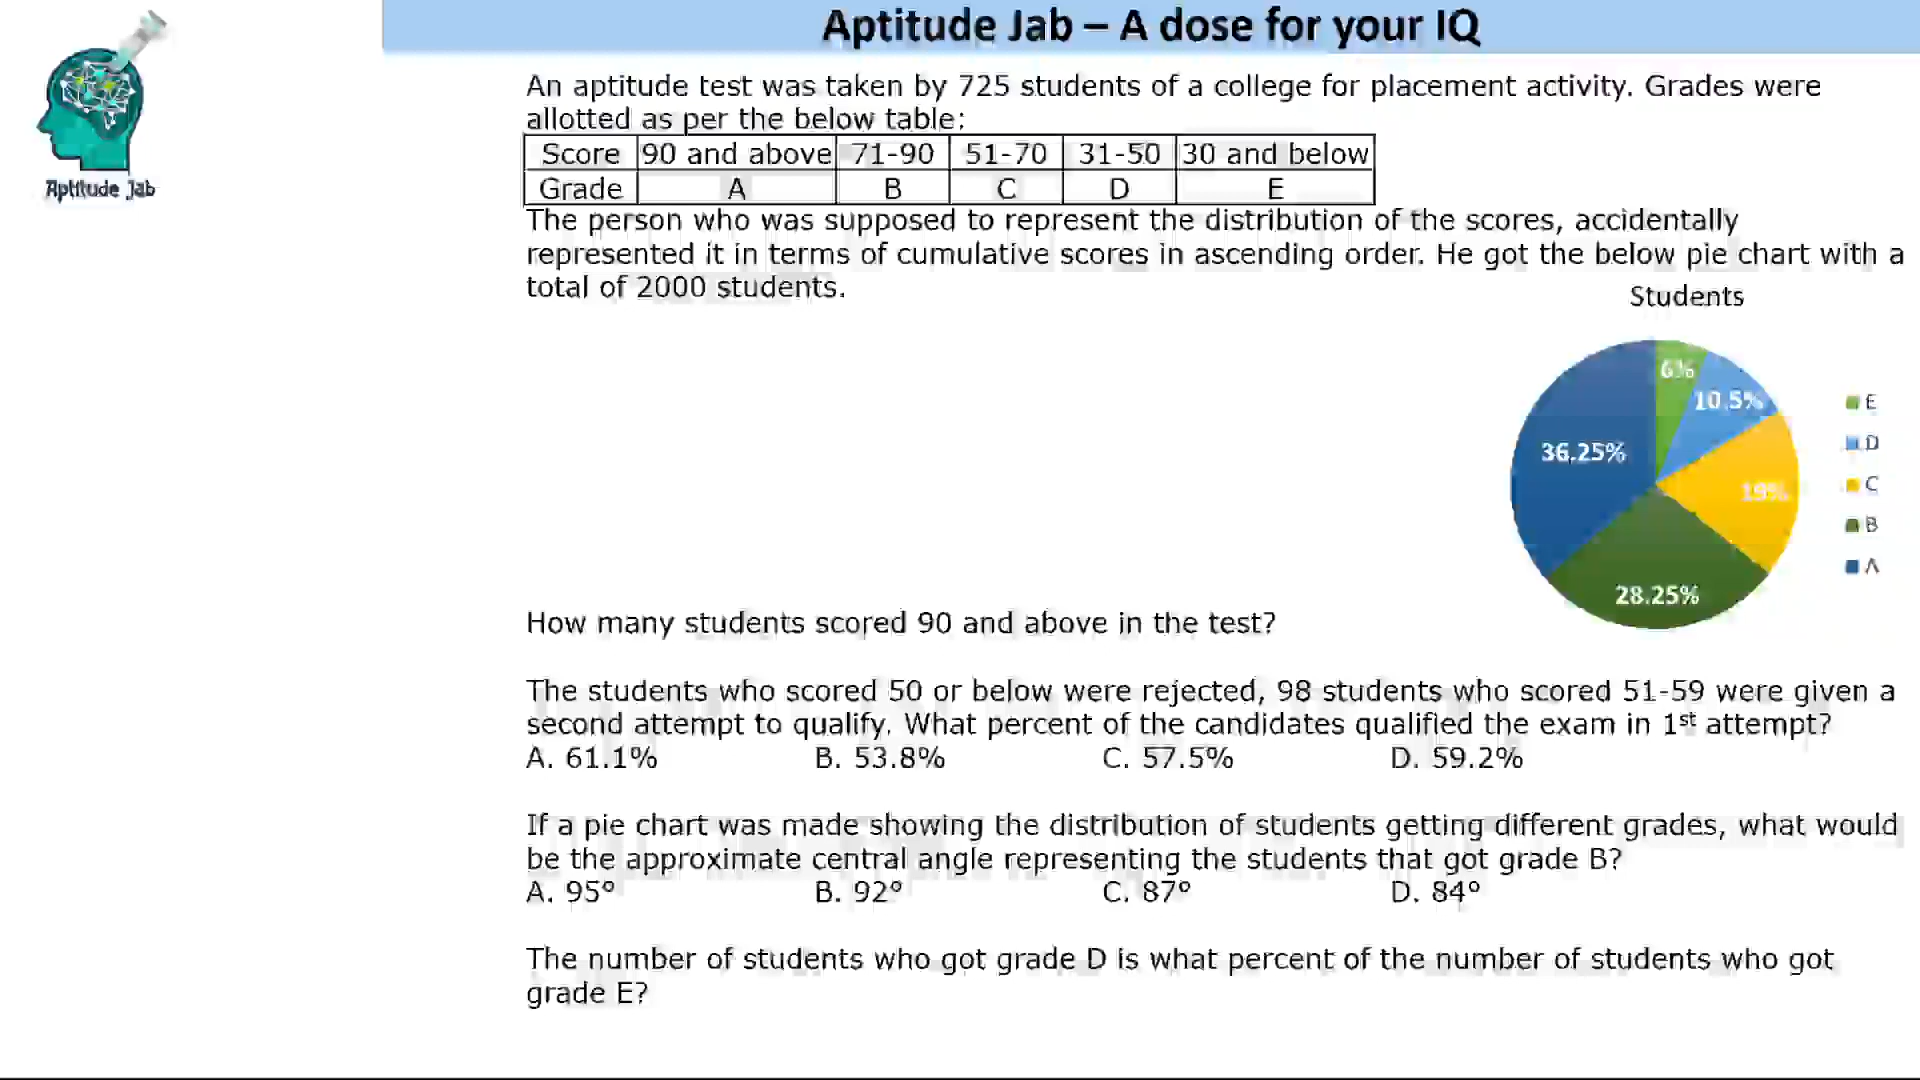 Aptitude Jab – A dose for your IQ
Aptitude Jab
An aptitude test was taken by 725 students of a college for placement activity. Grades were
allotted as per the below table:
Score 90 and above 71-90 51-70 31-50 30 and below
Grade A B C D E
The person who was supposed to represent the distribution of the scores, accidentally
represented it in terms of cumulative scores in ascending order. He got the below pie chart with a
total of 2000 students.
Students
6%
10.5%
36.25%
19%
28.25%
E
D
C
B
A
How many students scored 90 and above in the test?
The students who scored 50 or below were rejected, 98 students who scored 51-59 were given a
second attempt to qualify. What percent of the candidates qualified the exam in 1st attempt?
A. 61.1% B. 53.8% C. 57.5% D. 59.2%
If a pie chart was made showing the distribution of students getting different grades, what would
be the approximate central angle representing the students that got grade B?
A. 95º B. 92º C. 87º D. 84º
The number of students who got grade D is what percent of the number of students who got
grade E?